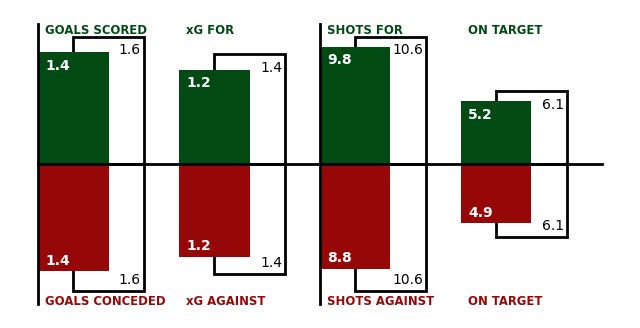 GOALS SCORED xG FOR SHOTS FOR ON TARGET
1.6 1.4 10.6 6.1
1.4 1.2 9.8 5.2
1.4 1.2 8.8 4.9
1.6 1.4 10.6 6.1
GOALS CONCEDED xG AGAINST SHOTS AGAINST ON TARGET